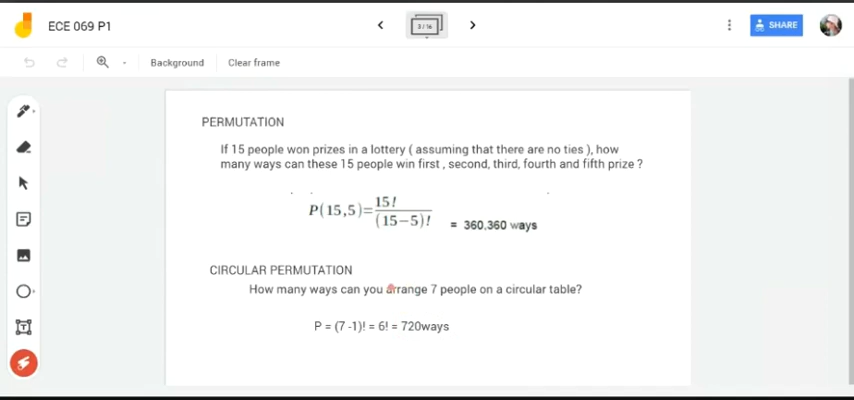 ECE 069 P1
3 / 16
SHARE
Background
Clear frame
PERMUTATION
If 15 people won prizes in a lottery ( assuming that there are no ties ), how
many ways can these 15 people win first , second, third, fourth and fifth prize ?
P(15,5)=15!/(15−5)! = 360,360 ways
CIRCULAR PERMUTATION
How many ways can you arrange 7 people on a circular table?
P = (7 -1)! = 6! = 720ways